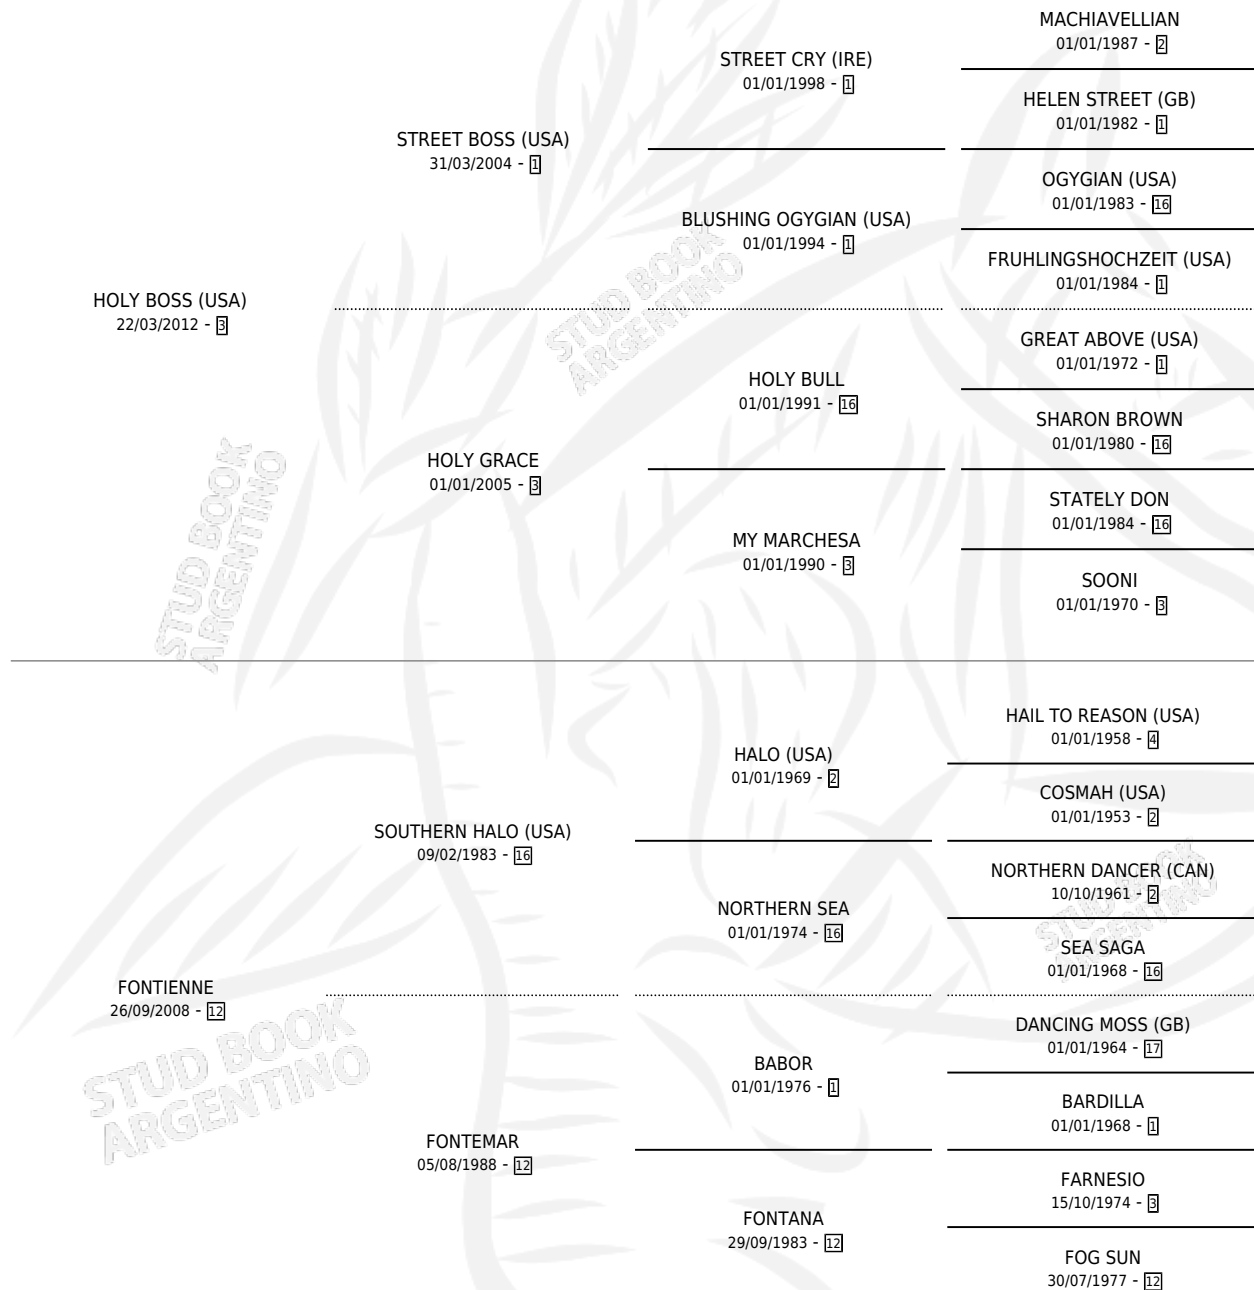 MACHIAVELLIAN
01/01/1987 - 2
STREET CRY (IRE)
01/01/1998 - 1
HELEN STREET (GB)
01/01/1982 - 1
STREET BOSS (USA)
31/03/2004 - 1
OGYGIAN (USA)
01/01/1983 - 16
BLUSHING OGYGIAN (USA)
01/01/1994 - 1
FRUHLINGSHOCHZEIT (USA)
01/01/1984 - 1
HOLY BOSS (USA)
22/03/2012 - 3
STUD BOOK
ARGENTINO
GREAT ABOVE (USA)
01/01/1972 - 1
HOLY BULL
01/01/1991 - 16
SHARON BROWN
01/01/1980 - 16
HOLY GRACE
01/01/2005 - 3
STATELY DON
01/01/1984 - 16
MY MARCHESA
01/01/1990 - 3
SOONI
01/01/1970 - 3
STUD BOOK
ARGENTINO
HAIL TO REASON (USA)
01/01/1958 - 4
HALO (USA)
01/01/1969 - 2
COSMAH (USA)
01/01/1953 - 2
SOUTHERN HALO (USA)
09/02/1983 - 16
NORTHERN DANCER (CAN)
10/10/1961 - 2
NORTHERN SEA
01/01/1974 - 16
SEA SAGA
01/01/1968 - 16
STUD BOOK
ARGENTINO
FONTIENNE
26/09/2008 - 12
STUD BOOK
ARGENTINO
DANCING MOSS (GB)
01/01/1964 - 17
BABOR
01/01/1976 - 1
BARDILLA
01/01/1968 - 1
FONTEMAR
05/08/1988 - 12
FARNESIO
15/10/1974 - 3
FONTANA
29/09/1983 - 12
FOG SUN
30/07/1977 - 12